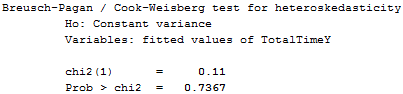 Breusch-Pagan / Cook-Weisberg test for heteroskedasticity
Ho: Constant variance
Variables: fitted values of TotalTimeY
chi2(1) = 0.11
Prob > chi2 = 0.7367